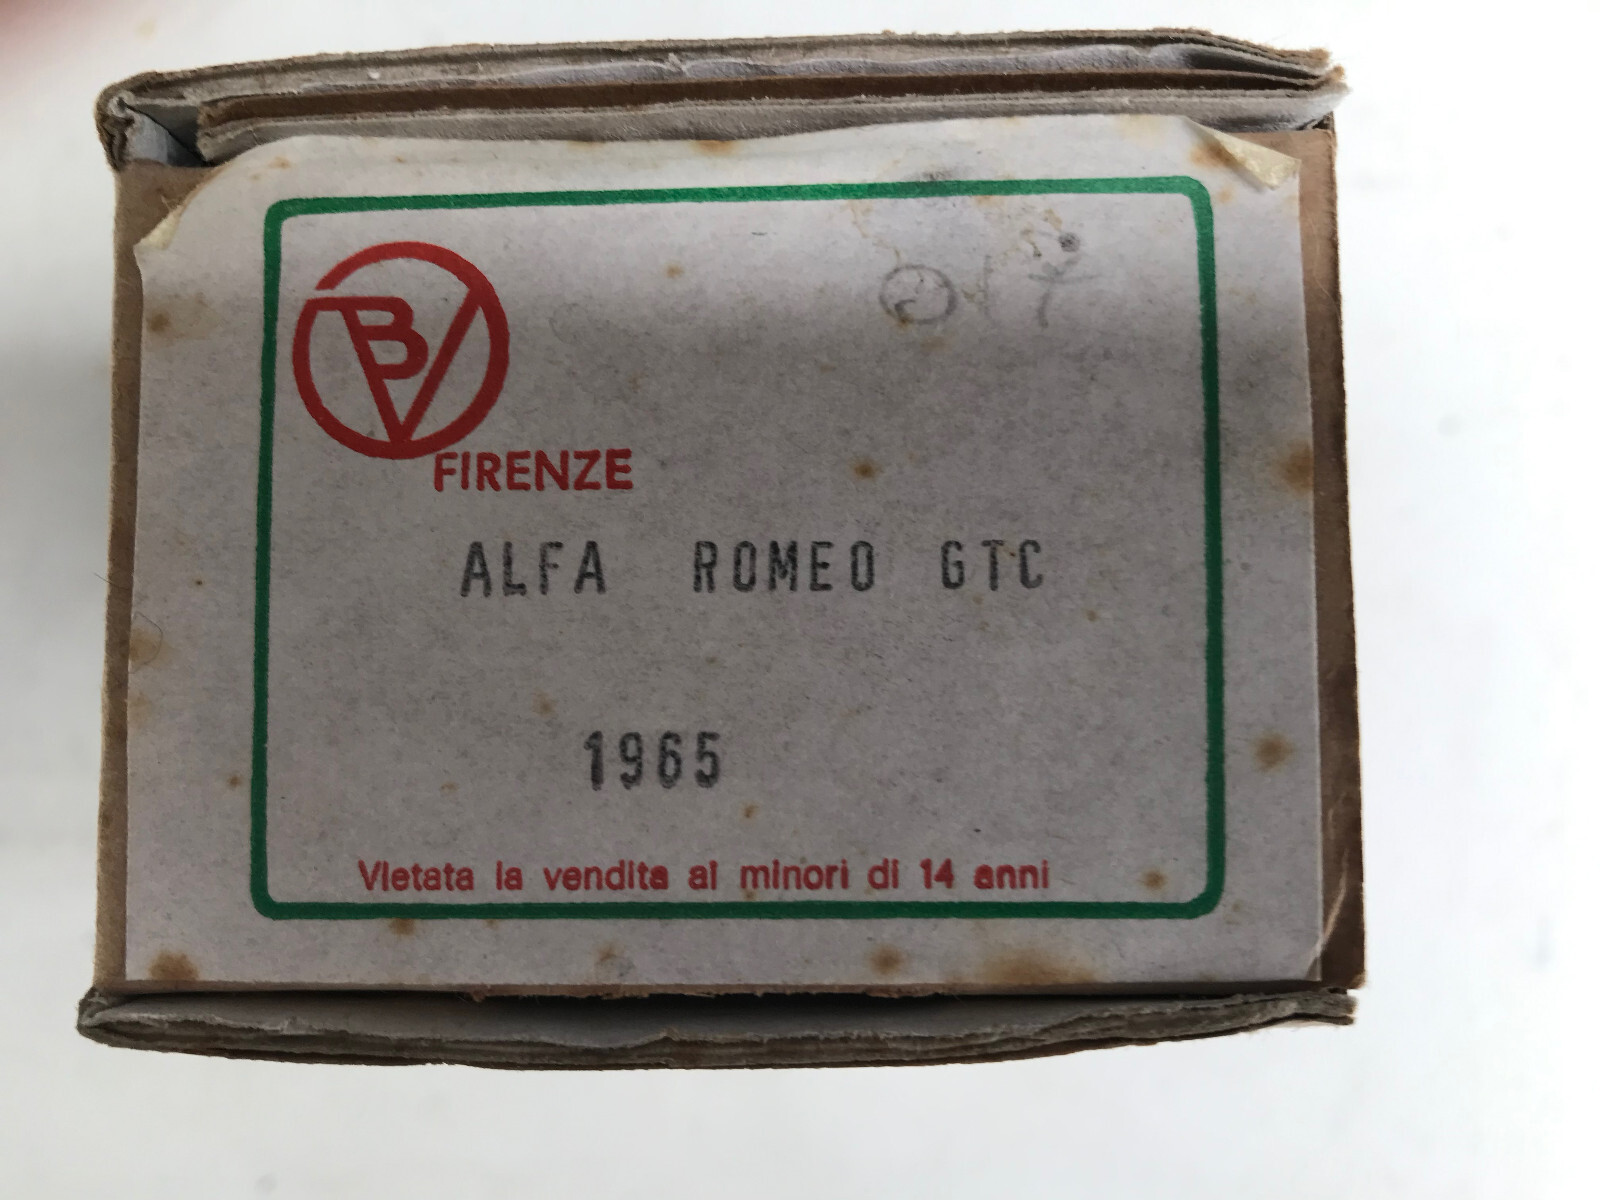 BV
FIRENZE
ALFA ROMEO GTC
1965
Vietata la vendita ai minori di 14 anni